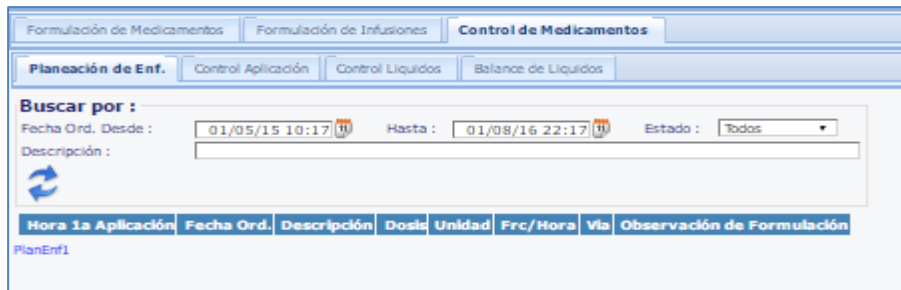 Formulación de Medicamentos Formulación de Infusiones Control de Medicamentos
Planeación de Enf. Control Aplicación Control Liquidos Balance de Liquidos
Buscar por :
Fecha Ord. Desde : 01/05/15 10:17 Hasta : 01/08/16 22:17 Estado : Todos
Descripción :
Hora 1a Aplicación Fecha Ord. Descripción Dosis Unidad Frc/Hora Via Observación de Formulación
PlanEnf1